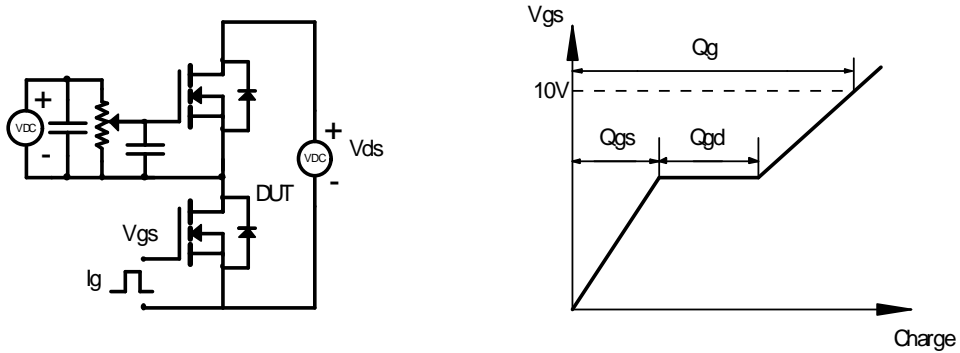 +
VDC
-
+
VDC
-
Vds
DUT
Vgs
Ig
Vgs
Qg
10V
Qgs
Qgd
Charge